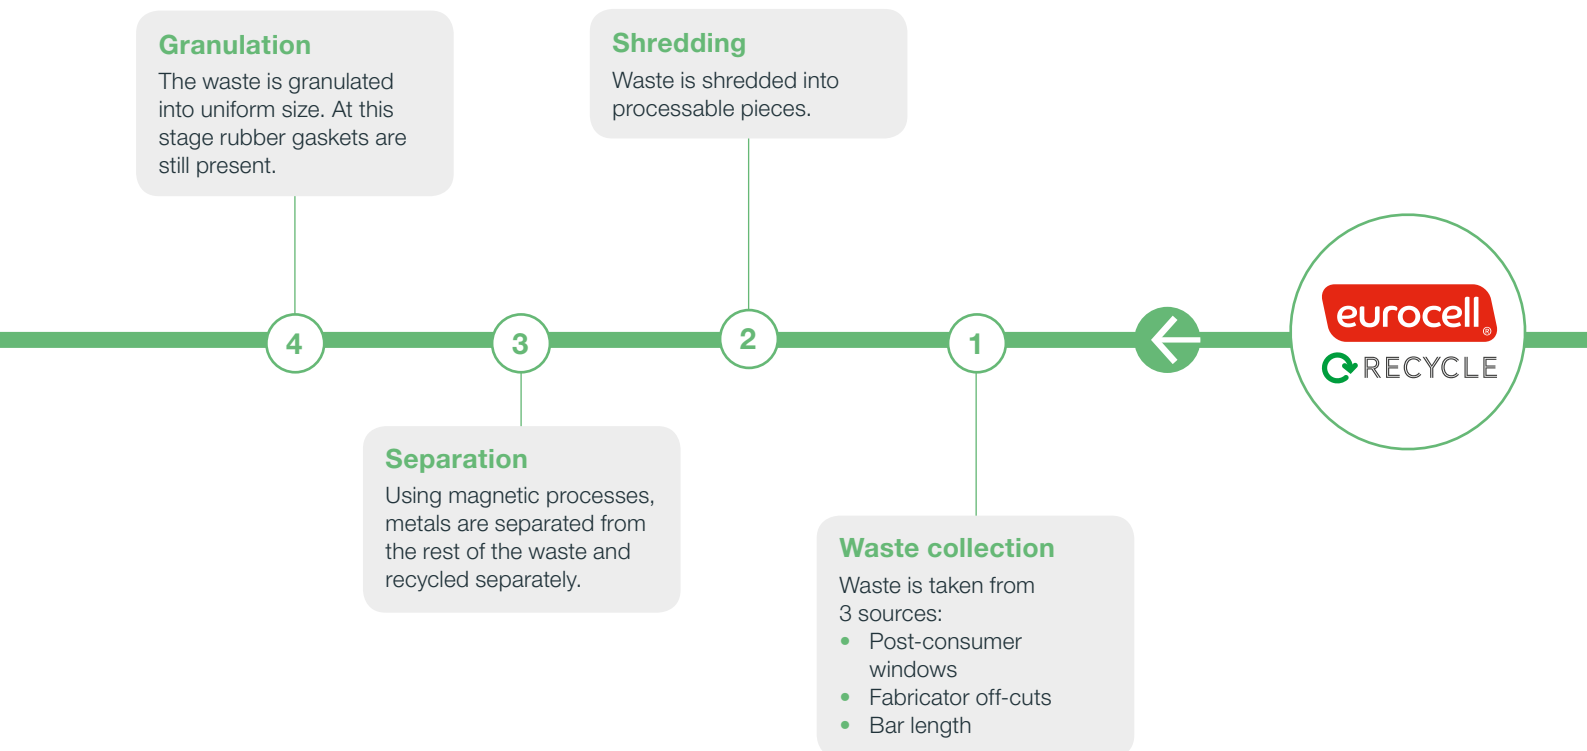 Granulation
The waste is granulated
into uniform size. At this
stage rubber gaskets are
still present.
Shredding
Waste is shredded into
processable pieces.
eurocell®
RECYCLE
4
3
2
1
Separation
Using magnetic processes,
metals are separated from
the rest of the waste and
recycled separately.
Waste collection
Waste is taken from
3 sources:
• Post-consumer
windows
• Fabricator off-cuts
• Bar length